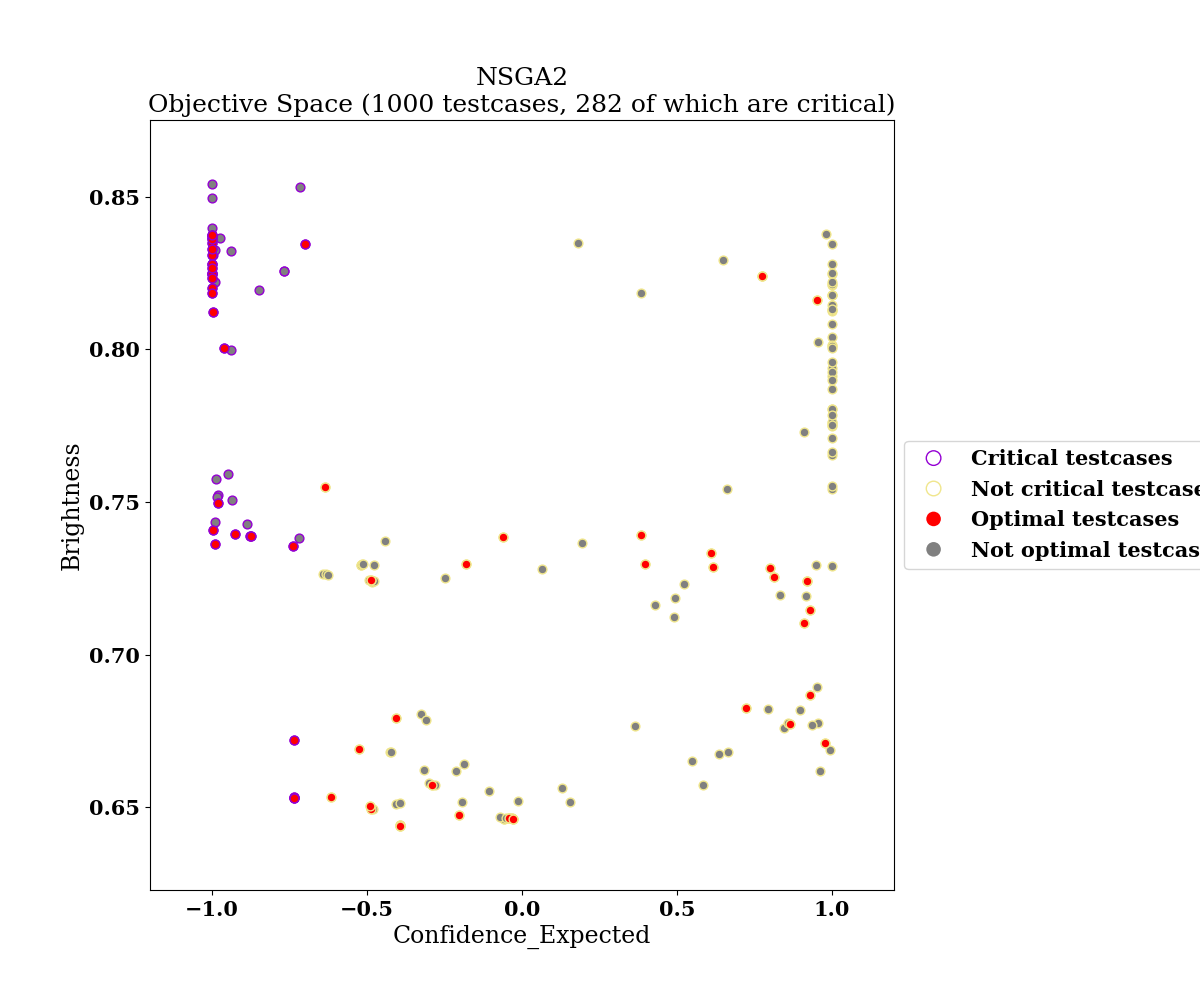 NSGA2
Objective Space (1000 testcases, 282 of which are critical)
0.85
0.80
0.75
0.70
0.65
Brightness
−1.0
−0.5
0.0
0.5
1.0
Confidence_Expected
Critical testcases
Not critical testcase
Optimal testcases
Not optimal testcas